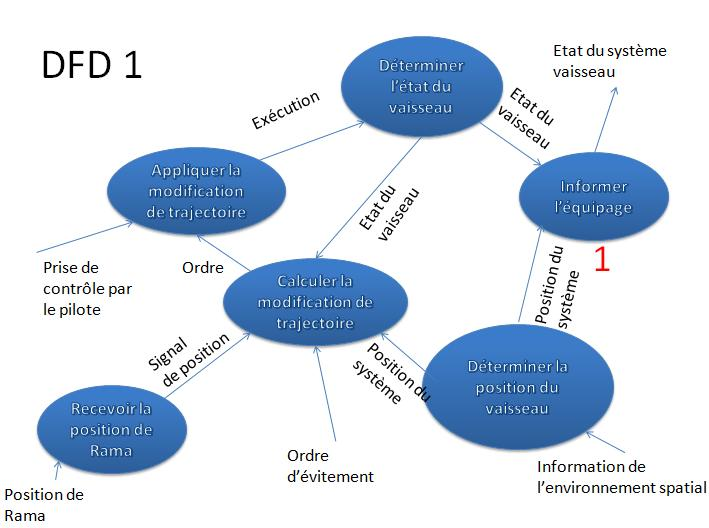 DFD 1
Déterminer
l'état du
vaisseau
Etat du système
vaisseau
Exécution
Etat du
vaisseau
Appliquer la
modification
de trajectoire
Informer
l'équipage
1
Etat du
vaisseau
Prise de
contrôle par
le pilote
Ordre
Calculer la
modification de
trajectoire
Position du
système
Signal
de position
Position du
système
Déterminer la
position du
vaisseau
Recevoir la
position de
Rama
Ordre
d'évitement
Information de
l'environnement spatial
Position de
Rama